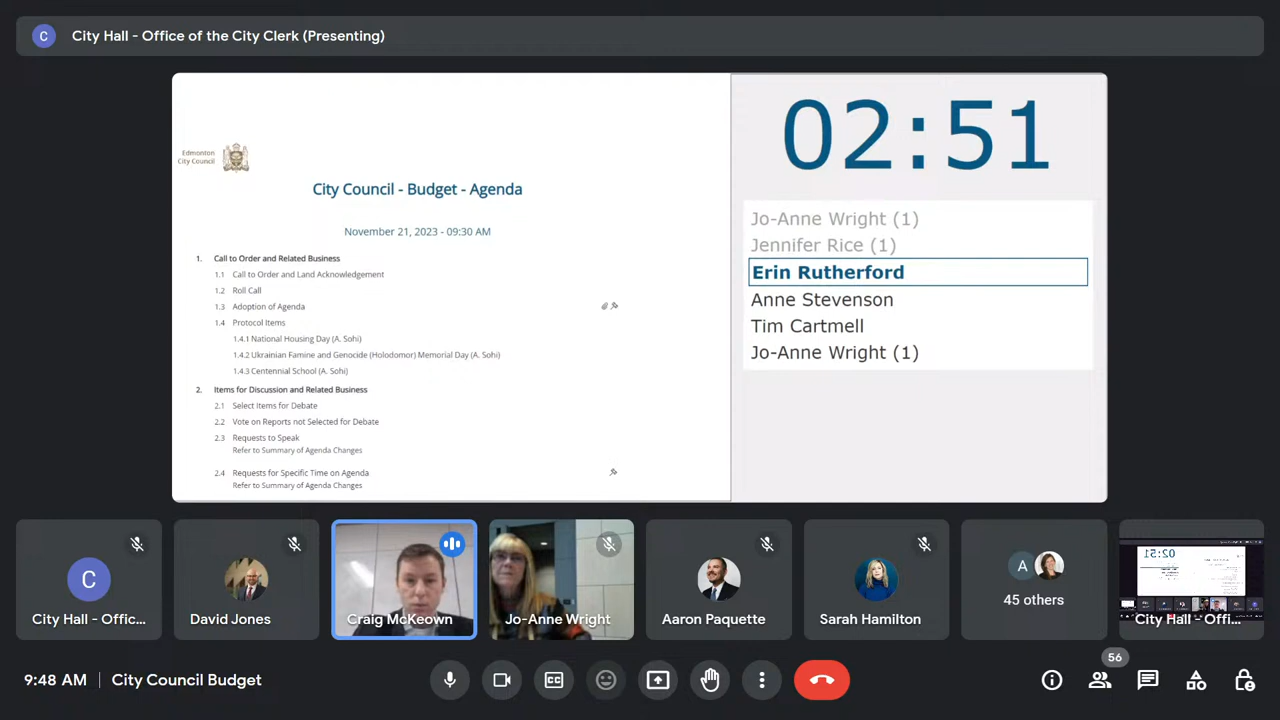 C
City Hall - Office of the City Clerk (Presenting)
Edmonton
City Council
City Council - Budget - Agenda
November 21, 2023 - 09:30 AM
1. Call to Order and Related Business
1.1 Call to Order and Land Acknowledgement
1.2 Roll Call
1.3 Adoption of Agenda
1.4 Protocol Items
1.4.1 National Housing Day (A. Sohi)
1.4.2 Ukrainian Famine and Genocide (Holodomor) Memorial Day (A. Sohi)
1.4.3 Centennial School (A. Sohi)
2. Items for Discussion and Related Business
2.1 Select Items for Debate
2.2 Vote on Reports not Selected for Debate
2.3 Requests to Speak
Refer to Summary of Agenda Changes
2.4 Requests for Specific Time on Agenda
Refer to Summary of Agenda Changes
02:51
Jo-Anne Wright (1)
Jennifer Rice (1)
Erin Rutherford
Anne Stevenson
Tim Cartmell
Jo-Anne Wright (1)
C
City Hall - Offic...
David Jones
Craig McKeown
Jo-Anne Wright
Aaron Paquette
Sarah Hamilton
A
45 others
City Hall - Offi...
9:48 AM | City Council Budget
CC
56